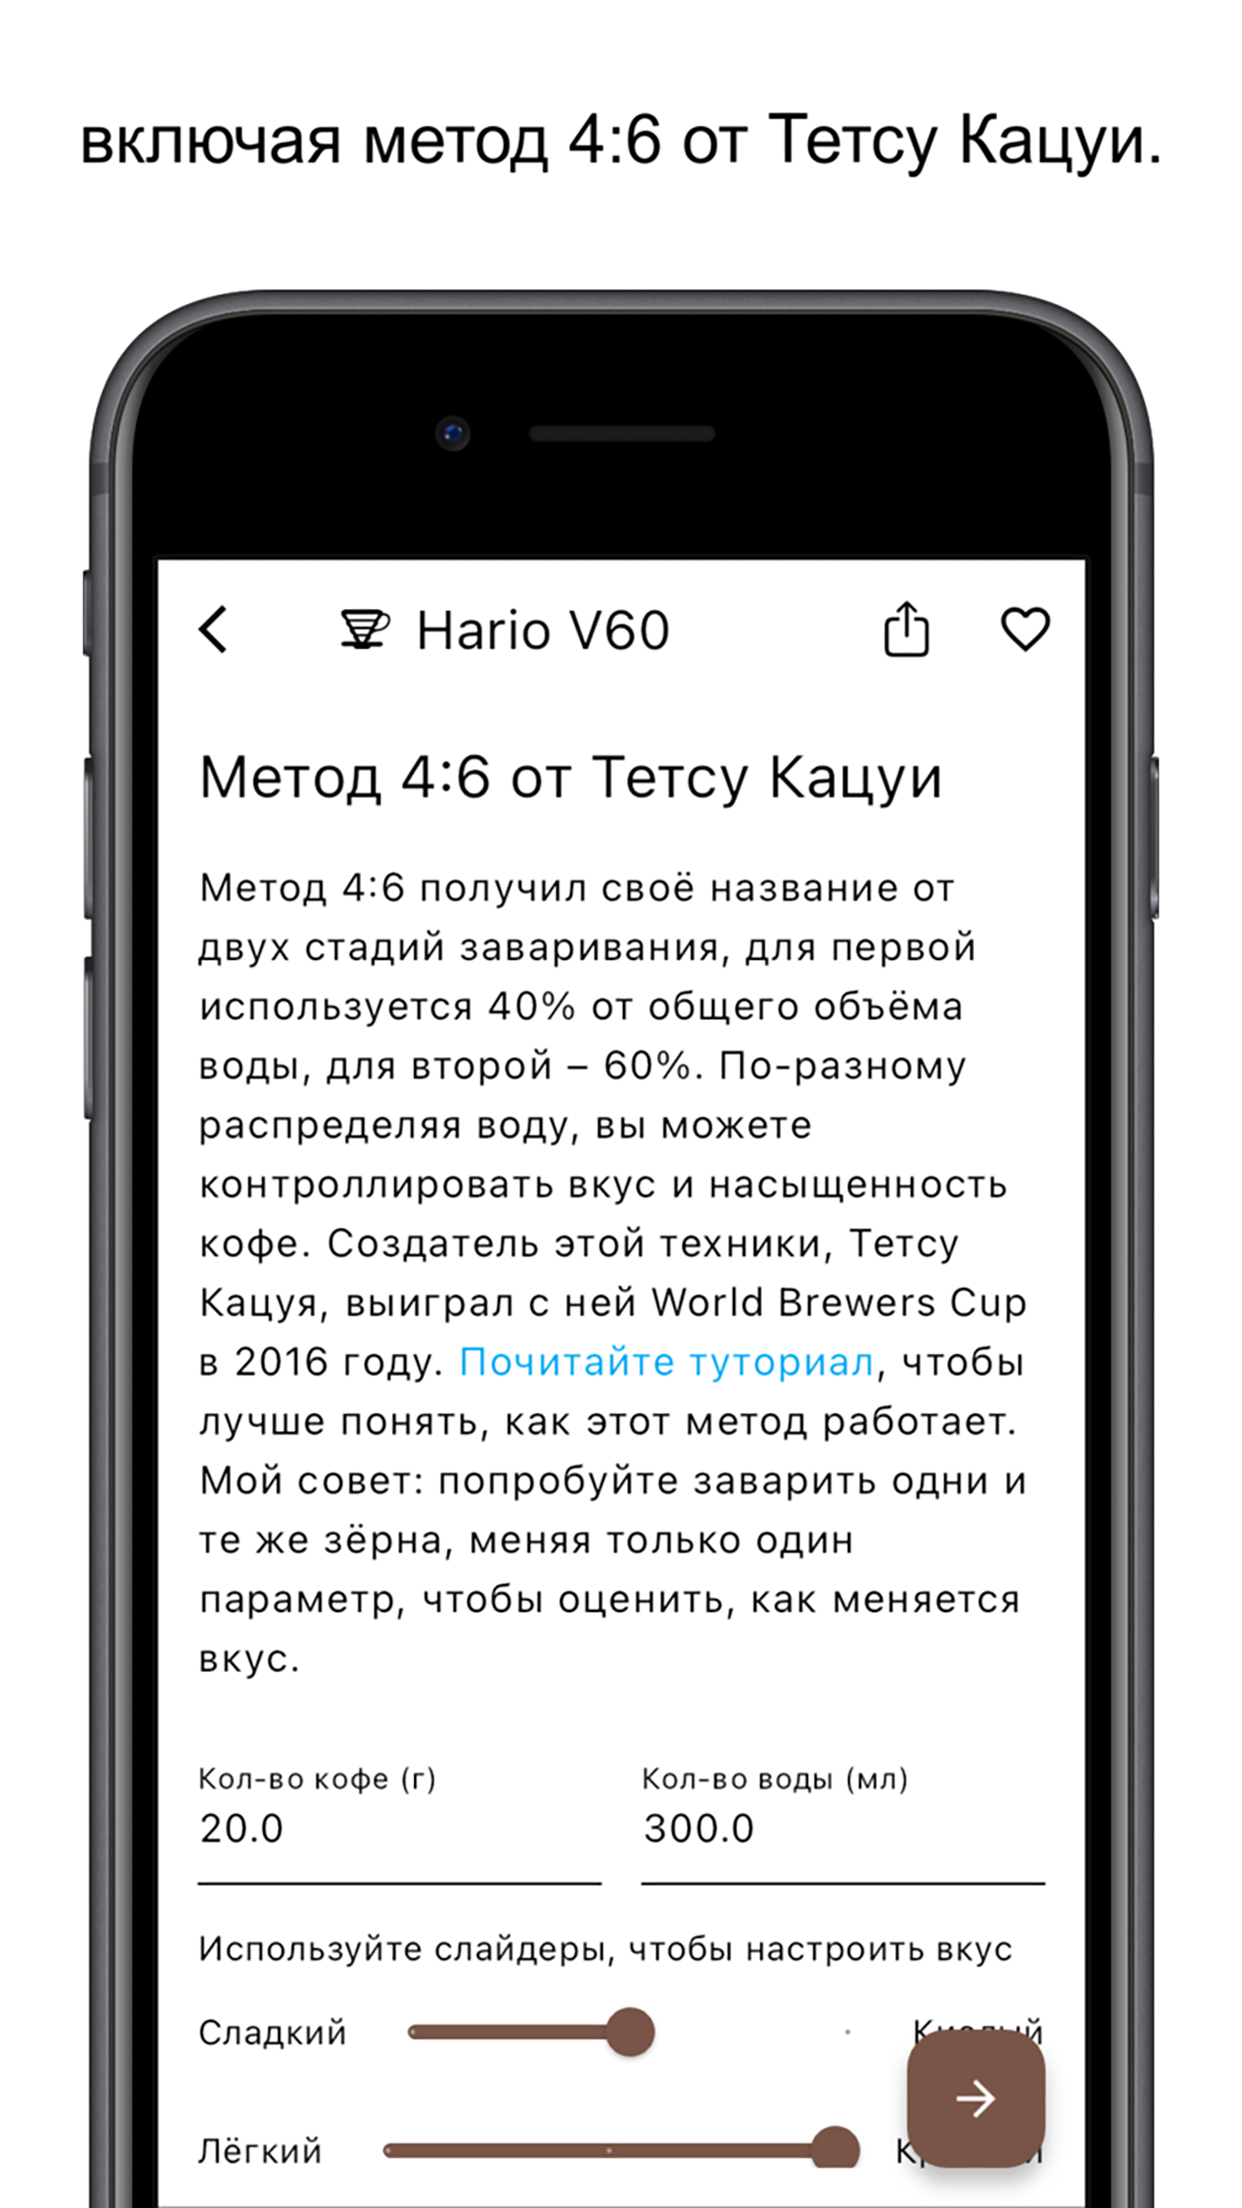 включая метод 4:6 от Тетсу Кацуи.
Hario V60
Метод 4:6 от Тетсу Кацуи
Метод 4:6 получил своё название от
двух стадий заваривания, для первой
используется 40% от общего объёма
воды, для второй – 60%. По-разному
распределяя воду, вы можете
контроллировать вкус и насыщенность
кофе. Создатель этой техники, Тетсу
Кацуя, выиграл с ней World Brewers Cup
в 2016 году. Почитайте туториал, чтобы
лучше понять, как этот метод работает.
Мой совет: попробуйте заварить одни и
те же зёрна, меняя только один
параметр, чтобы оценить, как меняется
вкус.
Кол-во кофе (г) Кол-во воды (мл)
20.0 300.0
Используйте слайдеры, чтобы настроить вкус
Сладкий Кислый
Лёгкий